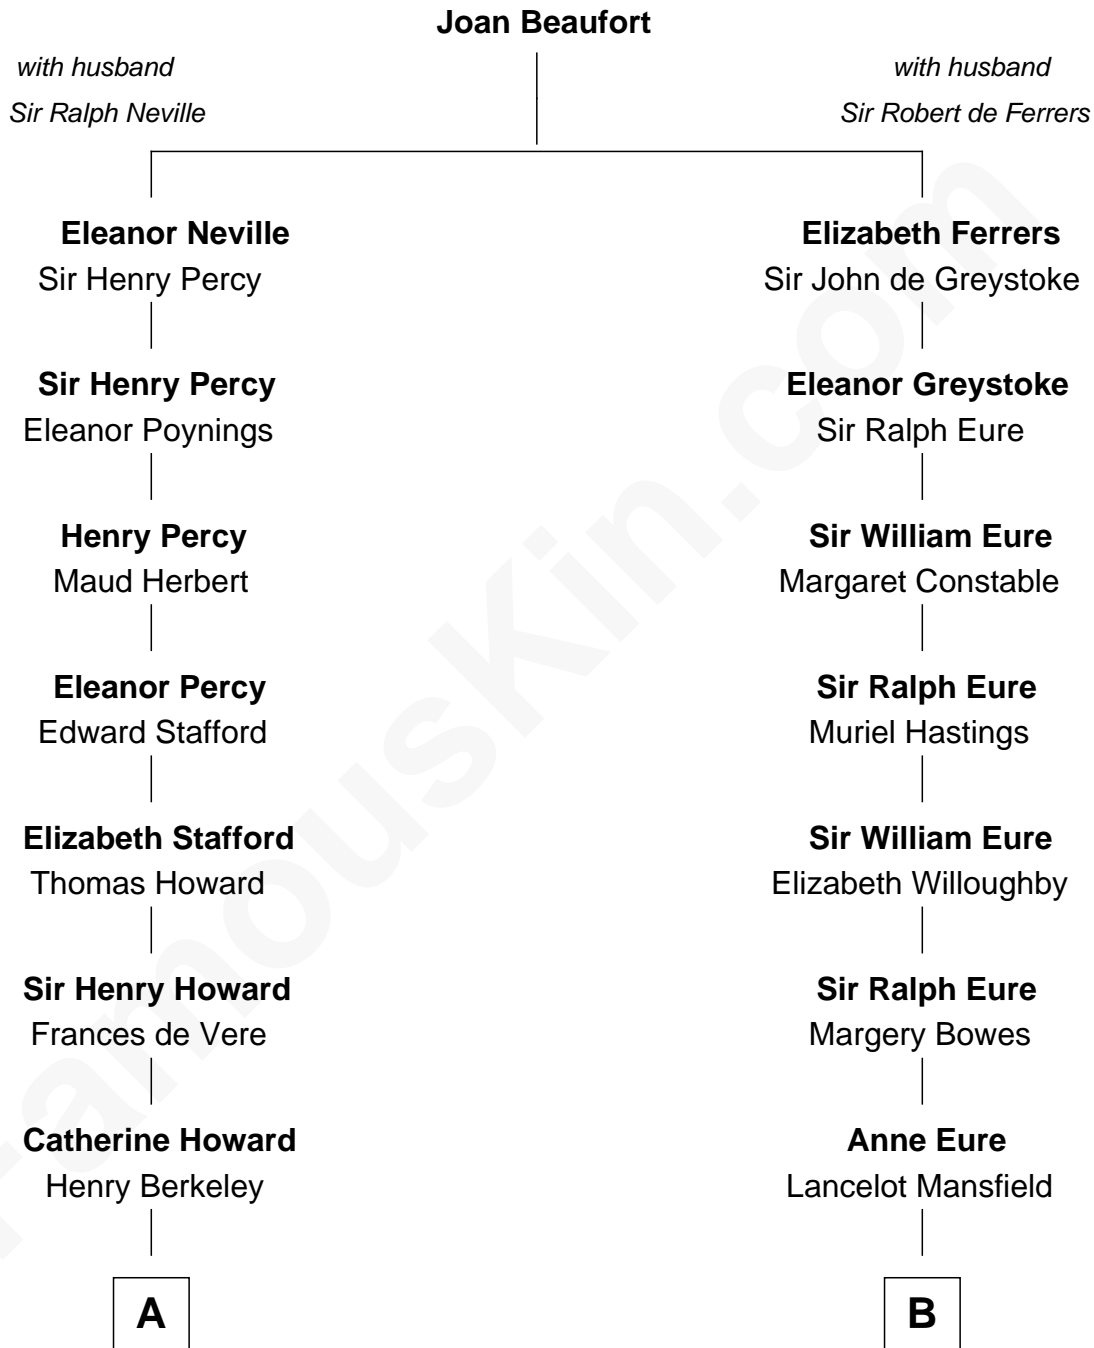 Joan Beaufort
with husband
Sir Ralph Neville
with husband
Sir Robert de Ferrers
Eleanor Neville
Sir Henry Percy
Elizabeth Ferrers
Sir John de Greystoke
Sir Henry Percy
Eleanor Poynings
Eleanor Greystoke
Sir Ralph Eure
Henry Percy
Maud Herbert
Sir William Eure
Margaret Constable
Eleanor Percy
Edward Stafford
Sir Ralph Eure
Muriel Hastings
Elizabeth Stafford
Thomas Howard
Sir William Eure
Elizabeth Willoughby
Sir Henry Howard
Frances de Vere
Sir Ralph Eure
Margery Bowes
Catherine Howard
Henry Berkeley
Anne Eure
Lancelot Mansfield
A
B
FamousKin.com